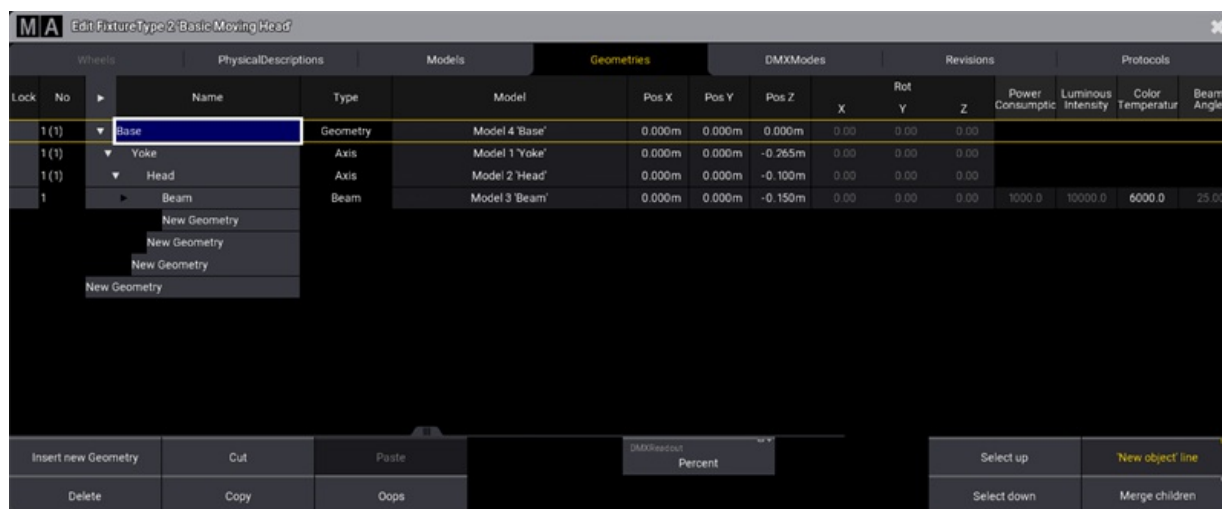 MA Edit FixtureType 2 'Basic Moving Head'
Wheels PhysicalDescriptions Models Geometries DMXModes Revisions Protocols
Lock No Name Type Model Pos X Pos Y Pos Z Rot X Y Z Power Consumptic Luminous Intensity Color Temperatur Beam Angle
1 (1) Base Geometry Model 4 'Base' 0.000m 0.000m 0.000m 0.00 0.00 0.00
1 (1) Yoke Axis Model 1 'Yoke' 0.000m 0.000m -0.265m 0.00 0.00 0.00
1 (1) Head Axis Model 2 'Head' 0.000m 0.000m -0.100m 0.00 0.00 0.00
1 Beam Beam Model 3 'Beam' 0.000m 0.000m -0.150m 0.00 0.00 0.00 1000.0 10000.0 6000.0 25.00
New Geometry
New Geometry
New Geometry
New Geometry
Insert new Geometry Cut Paste DMXReadout Percent Select up 'New object' line
Delete Copy Oops Select down Merge children